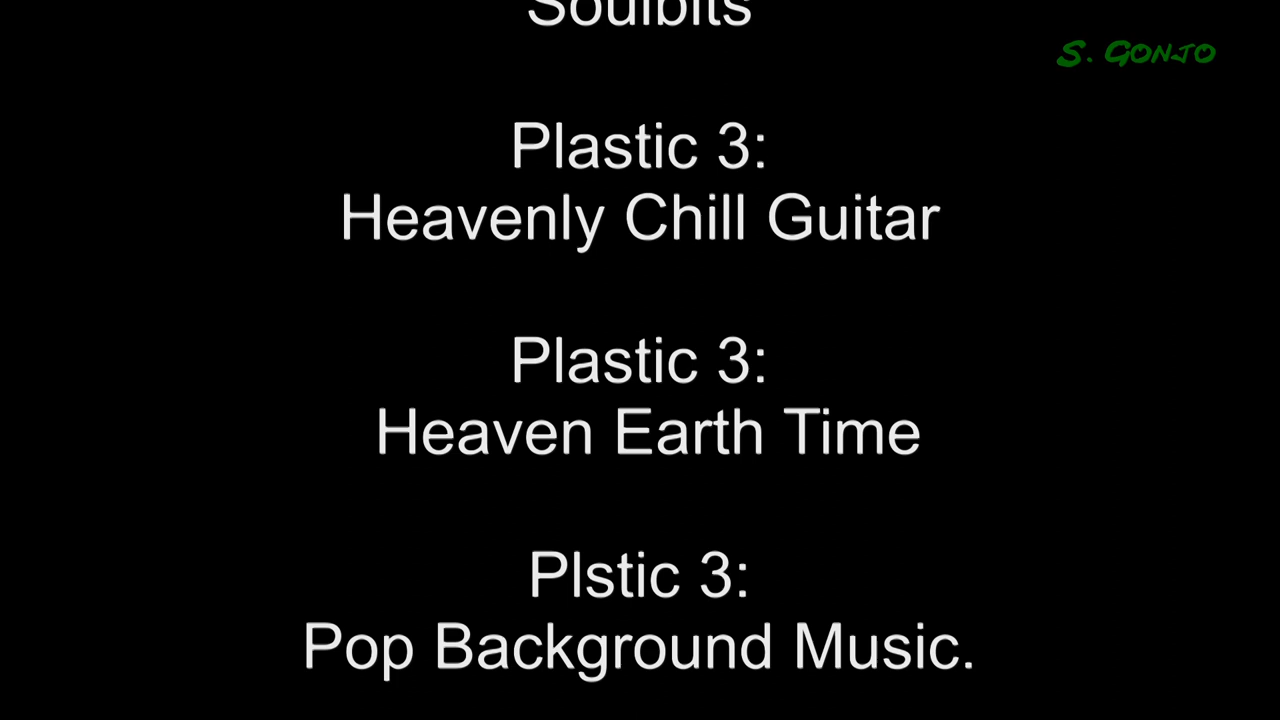 Soulbits
S. Gonjo
Plastic 3:
Heavenly Chill Guitar
Plastic 3:
Heaven Earth Time
Plstic 3:
Pop Background Music.